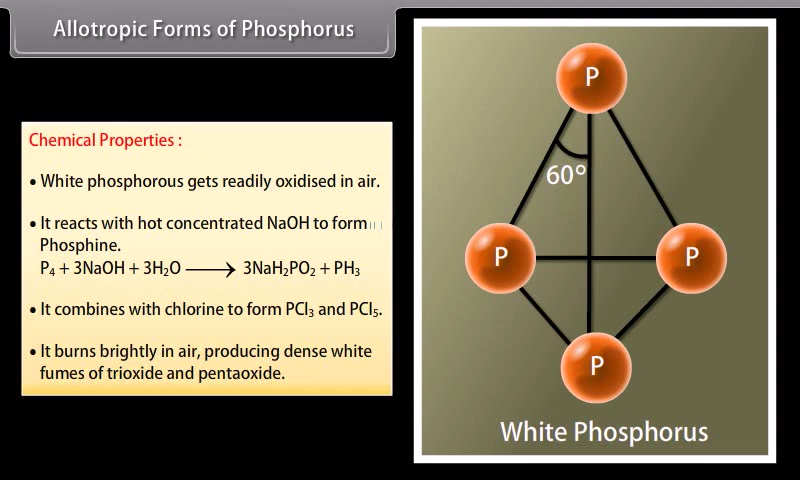 Allotropic Forms of Phosphorus
Chemical Properties :
• White phosphorous gets readily oxidised in air.
• It reacts with hot concentrated NaOH to form
Phosphine.
P₄ + 3NaOH + 3H₂O ⟶ 3NaH₂PO₂ + PH₃
• It combines with chlorine to form PCl₃ and PCl₅.
• It burns brightly in air, producing dense white
fumes of trioxide and pentaoxide.
P
60°
P P
P
White Phosphorus